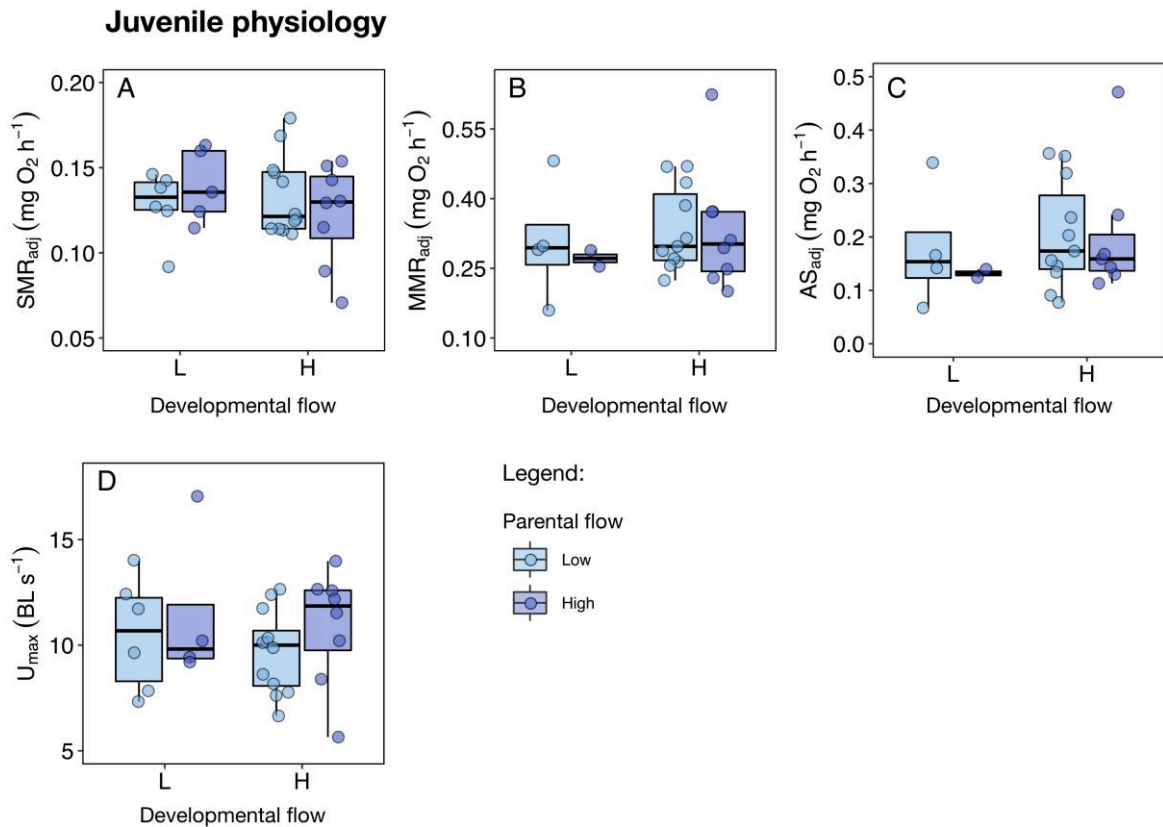 Juvenile physiology
A
SMRadj (mg O2 h−1)
0.20
0.15
0.10
0.05
L H
Developmental flow
B
MMRadj (mg O2 h−1)
0.55
0.40
0.25
0.10
L H
Developmental flow
C
ASadj (mg O2 h−1)
0.5
0.4
0.3
0.2
0.1
0.0
L H
Developmental flow
D
Umax (BL s−1)
15
10
5
L H
Developmental flow
Legend:
Parental flow
Low
High